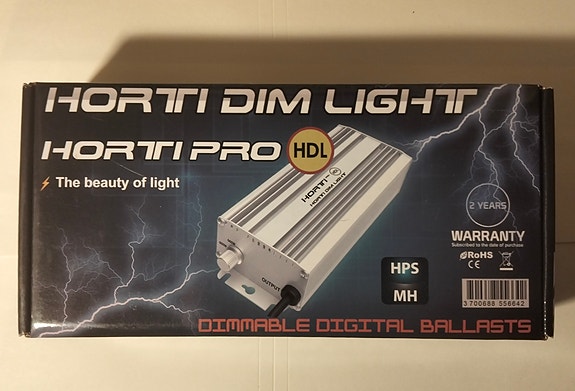 HORTI DIM LIGHT
HORTI PRO HDL
The beauty of light
HORTI
HORTI DIM LIGHT
OUTPUT
2 YEARS
WARRANTY
Subscribed to the date of purchase
RoHS
CE
HPS
MH
3 700688 556642
DIMMABLE DIGITAL BALLASTS